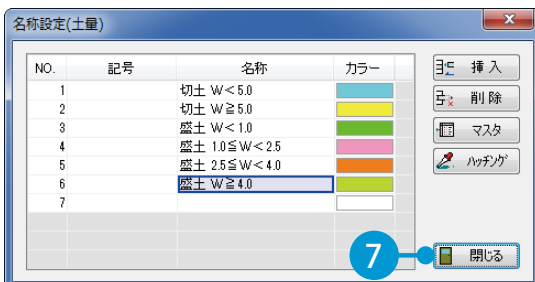 名称設定(土量)
NO. 記号 名称 カラー
1 切土 W<5.0
2 切土 W≧5.0
3 盛土 W<1.0
4 盛土 1.0≦W<2.5
5 盛土 2.5≦W<4.0
6 盛土 W≧4.0
7
挿入
削除
マスタ
ハッチング
7
閉じる